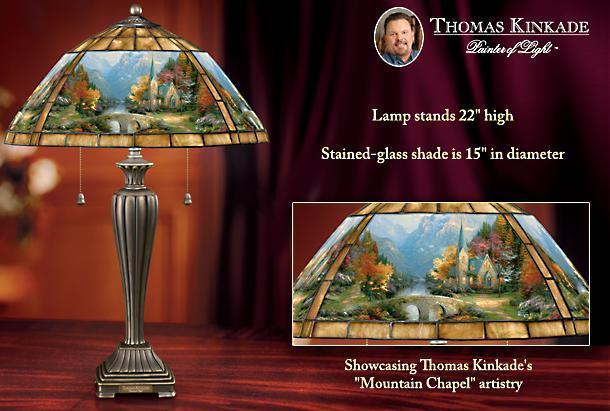 THOMAS KINKADE
Painter of Light™
Lamp stands 22" high
Stained-glass shade is 15" in diameter
Showcasing Thomas Kinkade's
"Mountain Chapel" artistry